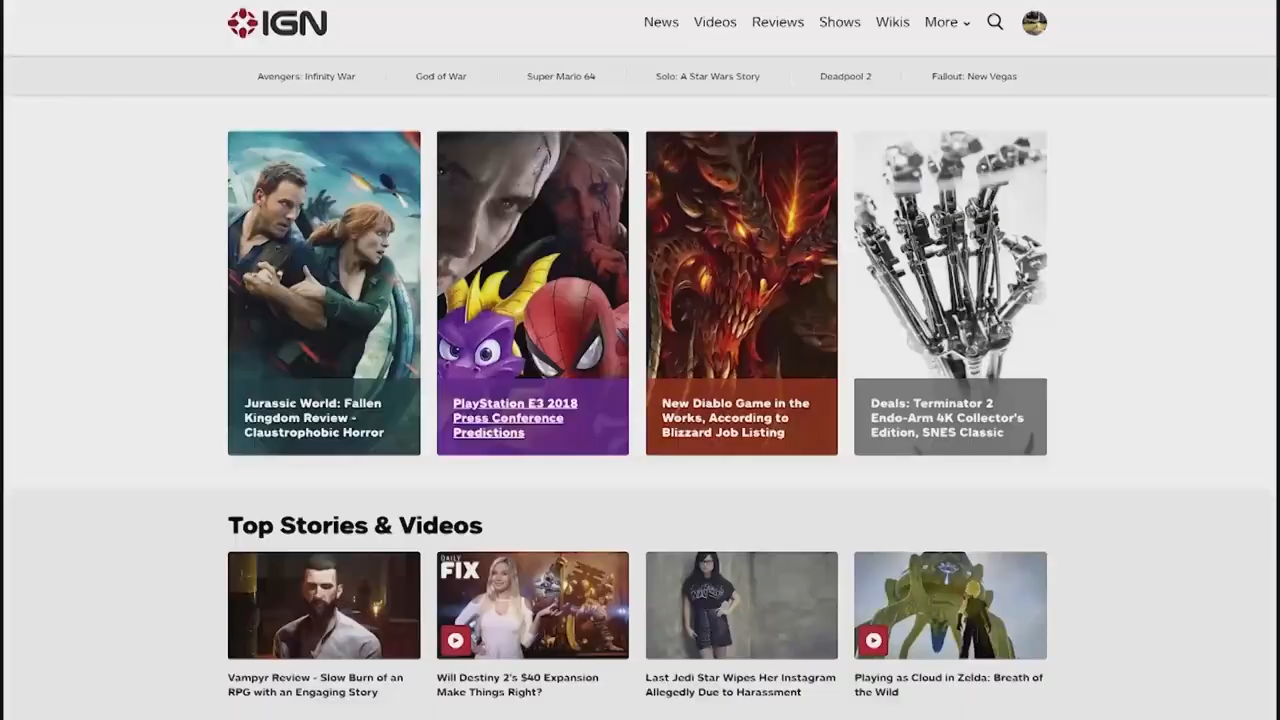 IGN
News Videos Reviews Shows Wikis More
Avengers: Infinity War God of War Super Mario 64 Solo: A Star Wars Story Deadpool 2 Fallout: New Vegas
Jurassic World: Fallen
Kingdom Review -
Claustrophobic Horror
PlayStation E3 2018
Press Conference
Predictions
New Diablo Game in the
Works, According to
Blizzard Job Listing
Deals: Terminator 2
Endo-Arm 4K Collector's
Edition, SNES Classic
Top Stories & Videos
DAILY
FIX
Vampyr Review - Slow Burn of an
RPG with an Engaging Story
Will Destiny 2's $40 Expansion
Make Things Right?
Last Jedi Star Wipes Her Instagram
Allegedly Due to Harassment
Playing as Cloud in Zelda: Breath of
the Wild